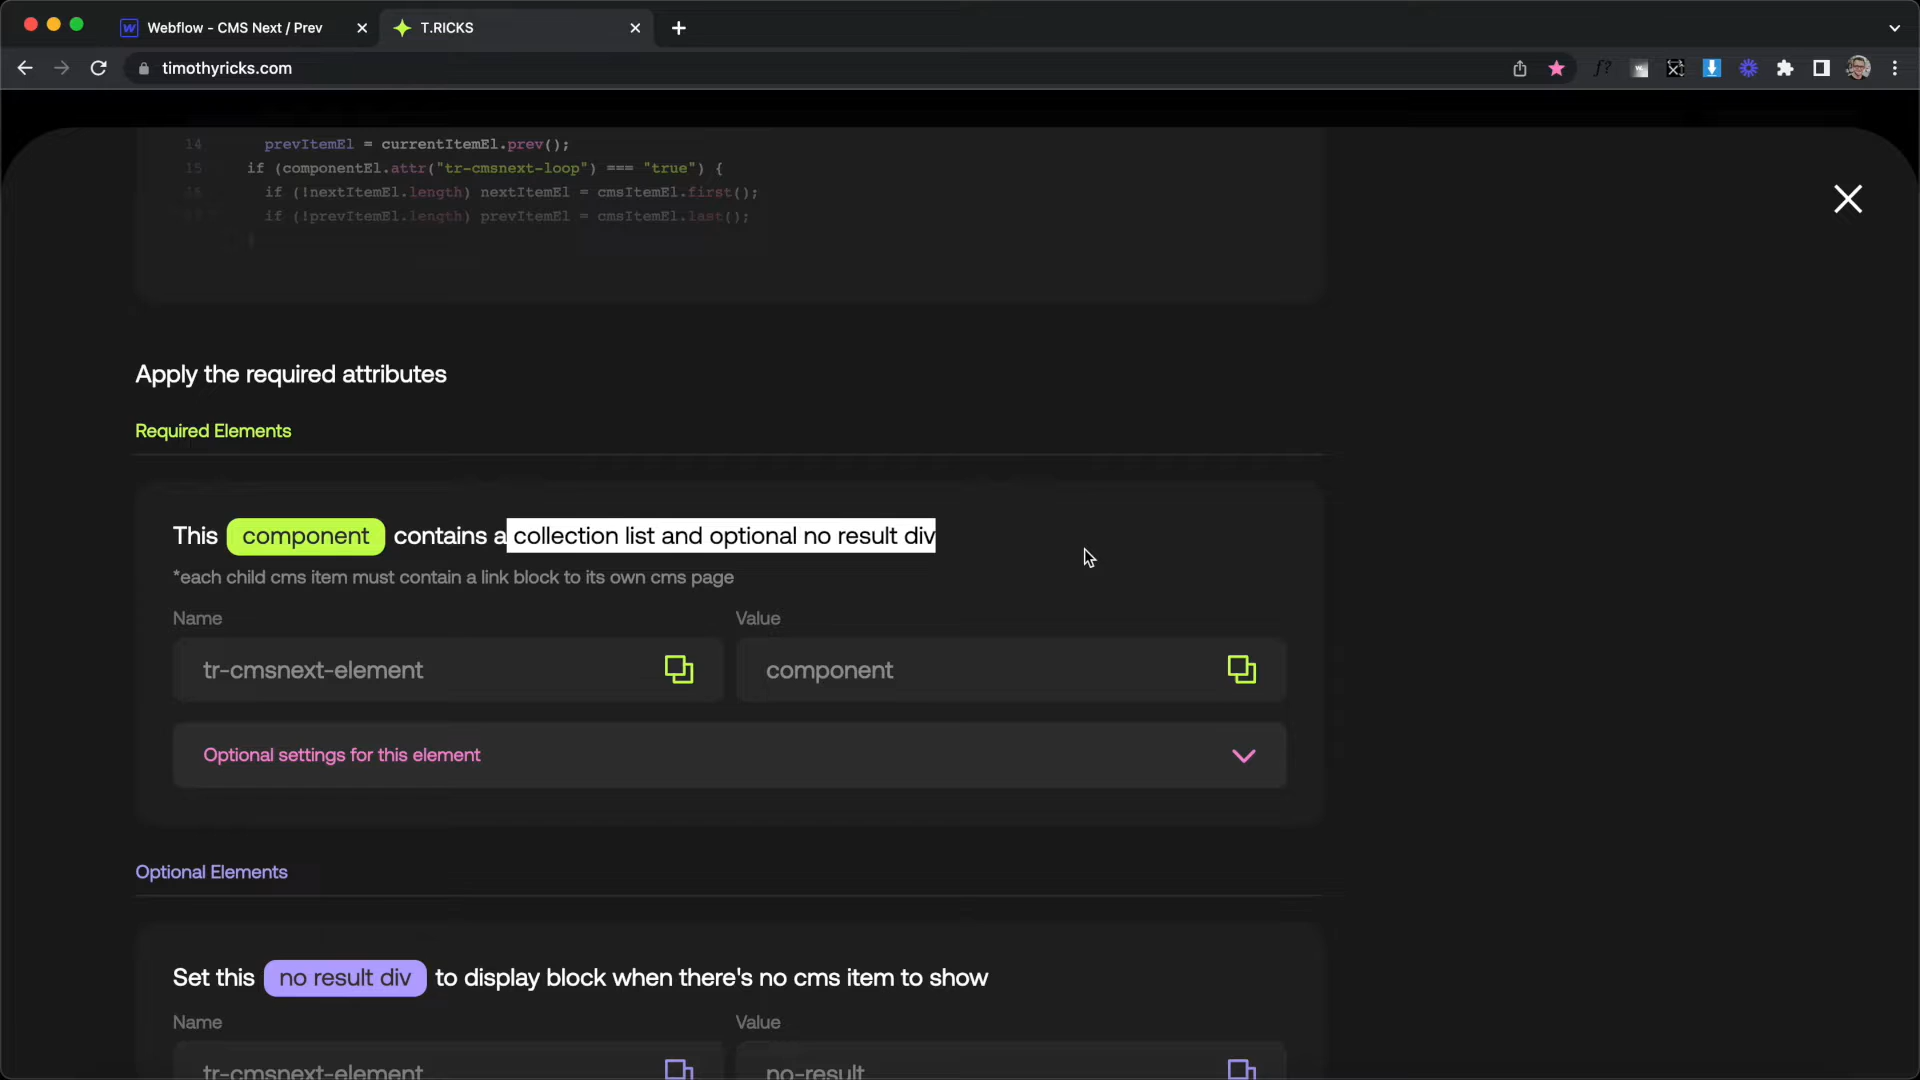 Webflow - CMS Next / Prev
T.RICKS
timothyricks.com
14 prevItemEl = currentItemEl.prev();
15 if (componentEl.attr("tr-cmsnext-loop") === "true") {
16 if (!nextItemEl.length) nextItemEl = cmsItemEl.first();
17 if (!prevItemEl.length) prevItemEl = cmsItemEl.last();
}
Apply the required attributes
Required Elements
This component contains a collection list and optional no result div
*each child cms item must contain a link block to its own cms page
Name Value
tr-cmsnext-element component
Optional settings for this element
Optional Elements
Set this no result div to display block when there's no cms item to show
Name Value
tr-cmsnext-element no-result